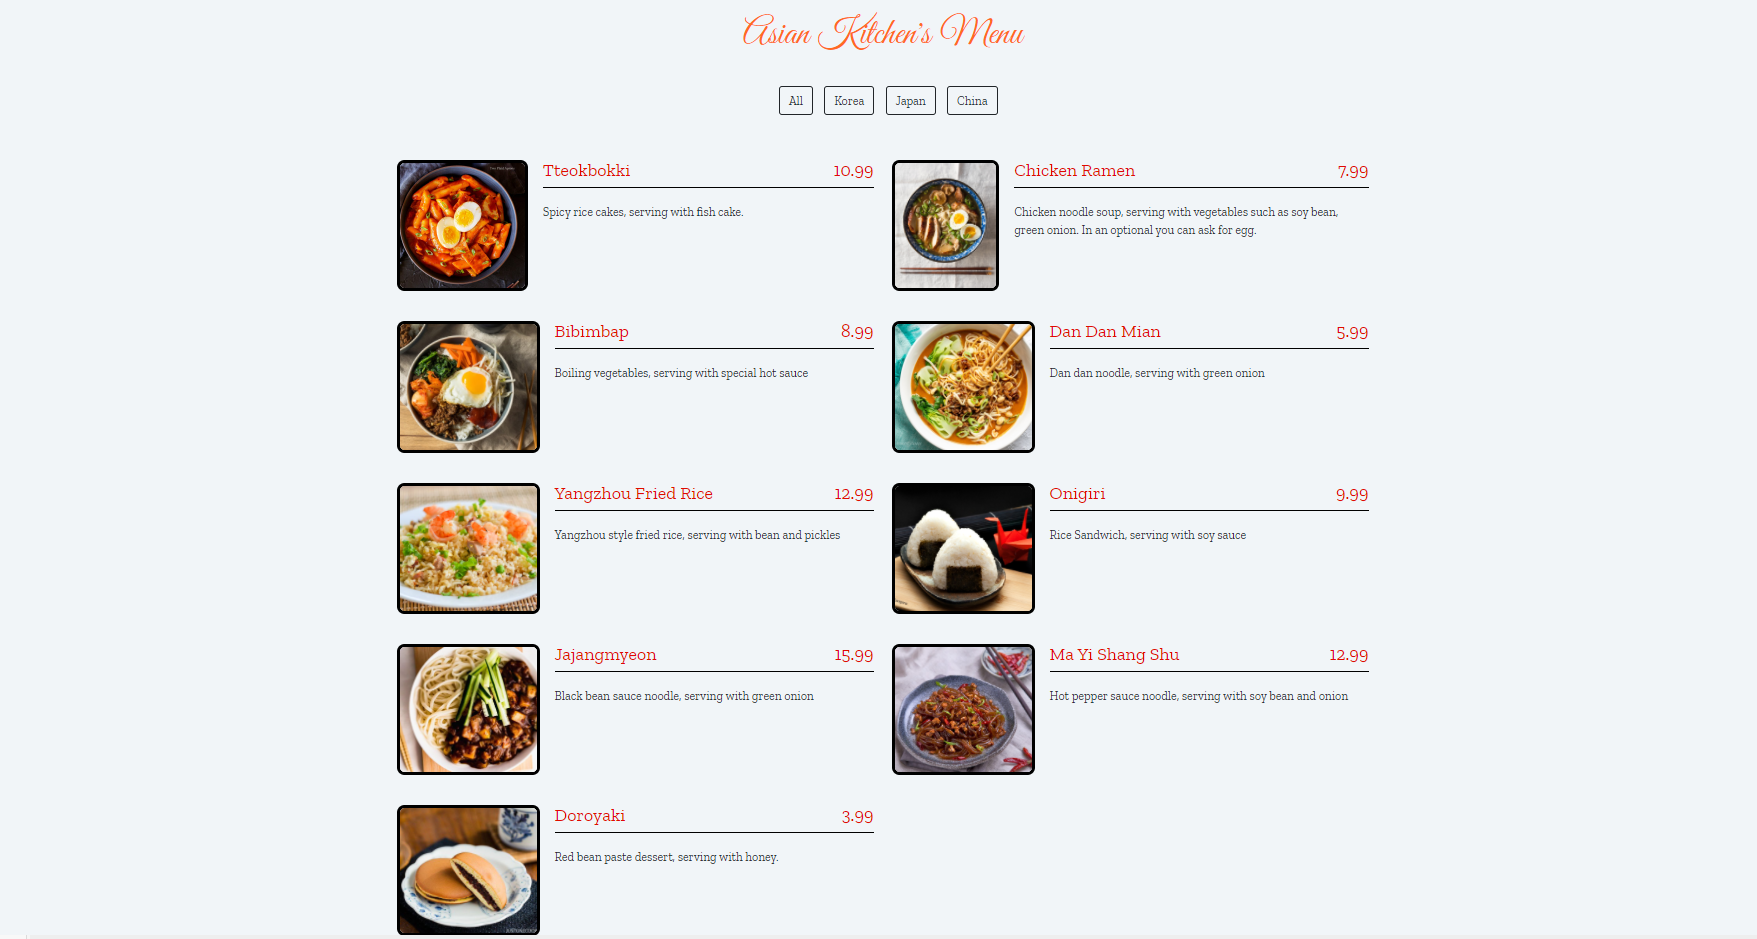 Asian Kitchen's Menu
All
Korea
Japan
China
Tteokbokki 10.99
Spicy rice cakes, serving with fish cake.
Chicken Ramen 7.99
Chicken noodle soup, serving with vegetables such as soy bean,
green onion. In an optional you can ask for egg.
Bibimbap 8.99
Boiling vegetables, serving with special hot sauce
Dan Dan Mian 5.99
Dan dan noodle, serving with green onion
Yangzhou Fried Rice 12.99
Yangzhou style fried rice, serving with bean and pickles
Onigiri 9.99
Rice Sandwich, serving with soy sauce
Jajangmyeon 15.99
Black bean sauce noodle, serving with green onion
Ma Yi Shang Shu 12.99
Hot pepper sauce noodle, serving with soy bean and onion
Doroyaki 3.99
Red bean paste dessert, serving with honey.